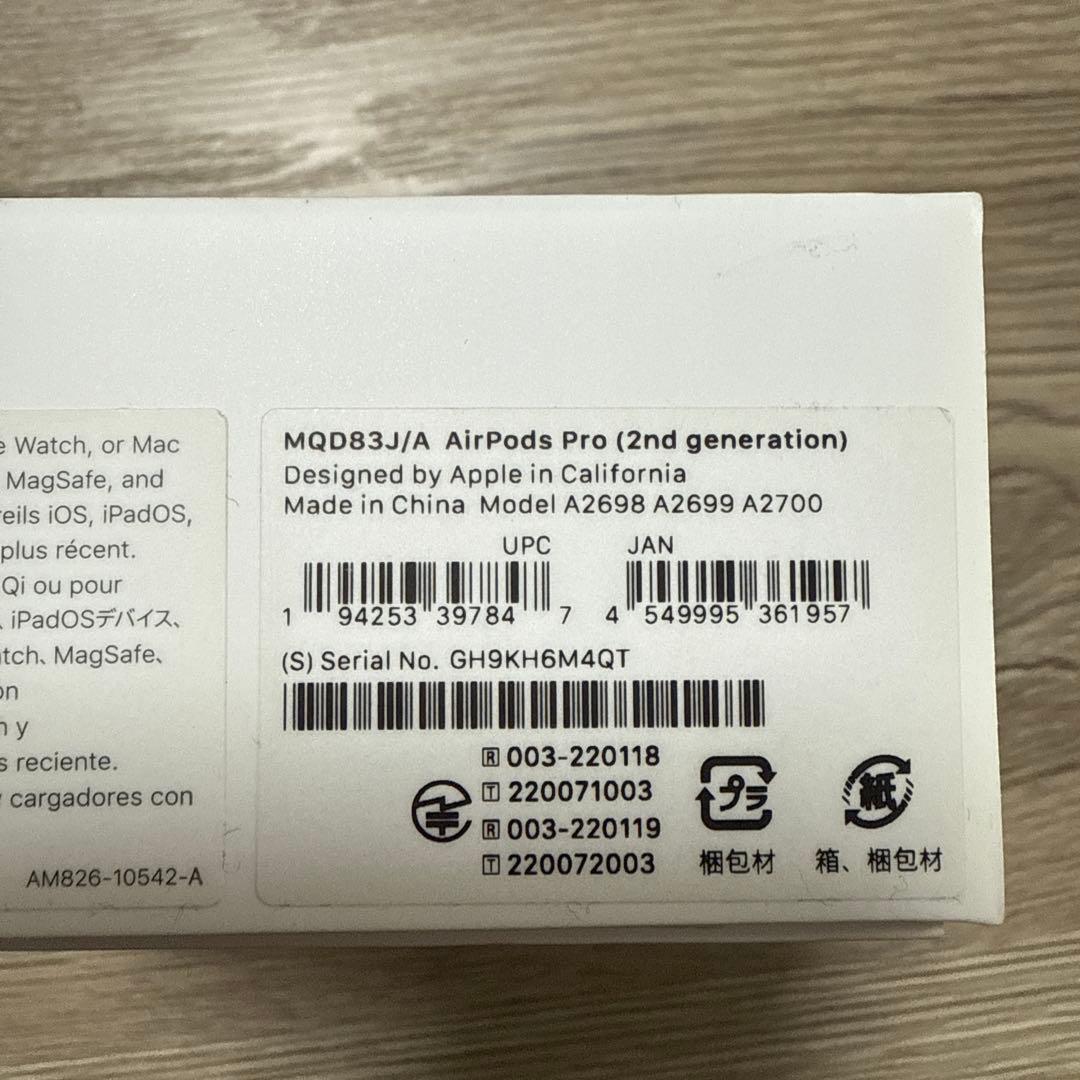 e Watch, or Mac
MagSafe, and
eils iOS, iPadOS,
plus récent.
Qi ou pour
、iPadOSデバイス、
tch、MagSafe、
on
n y
s reciente.
y cargadores con
AM826-10542-A
MQD83J/A AirPods Pro (2nd generation)
Designed by Apple in California
Made in China Model A2698 A2699 A2700
UPC JAN
1 94253 39784 7 4 549995 361957
(S) Serial No. GH9KH6M4QT
R 003-220118
T 220071003
R 003-220119
T 220072003
プラ
梱包材
紙
箱、梱包材